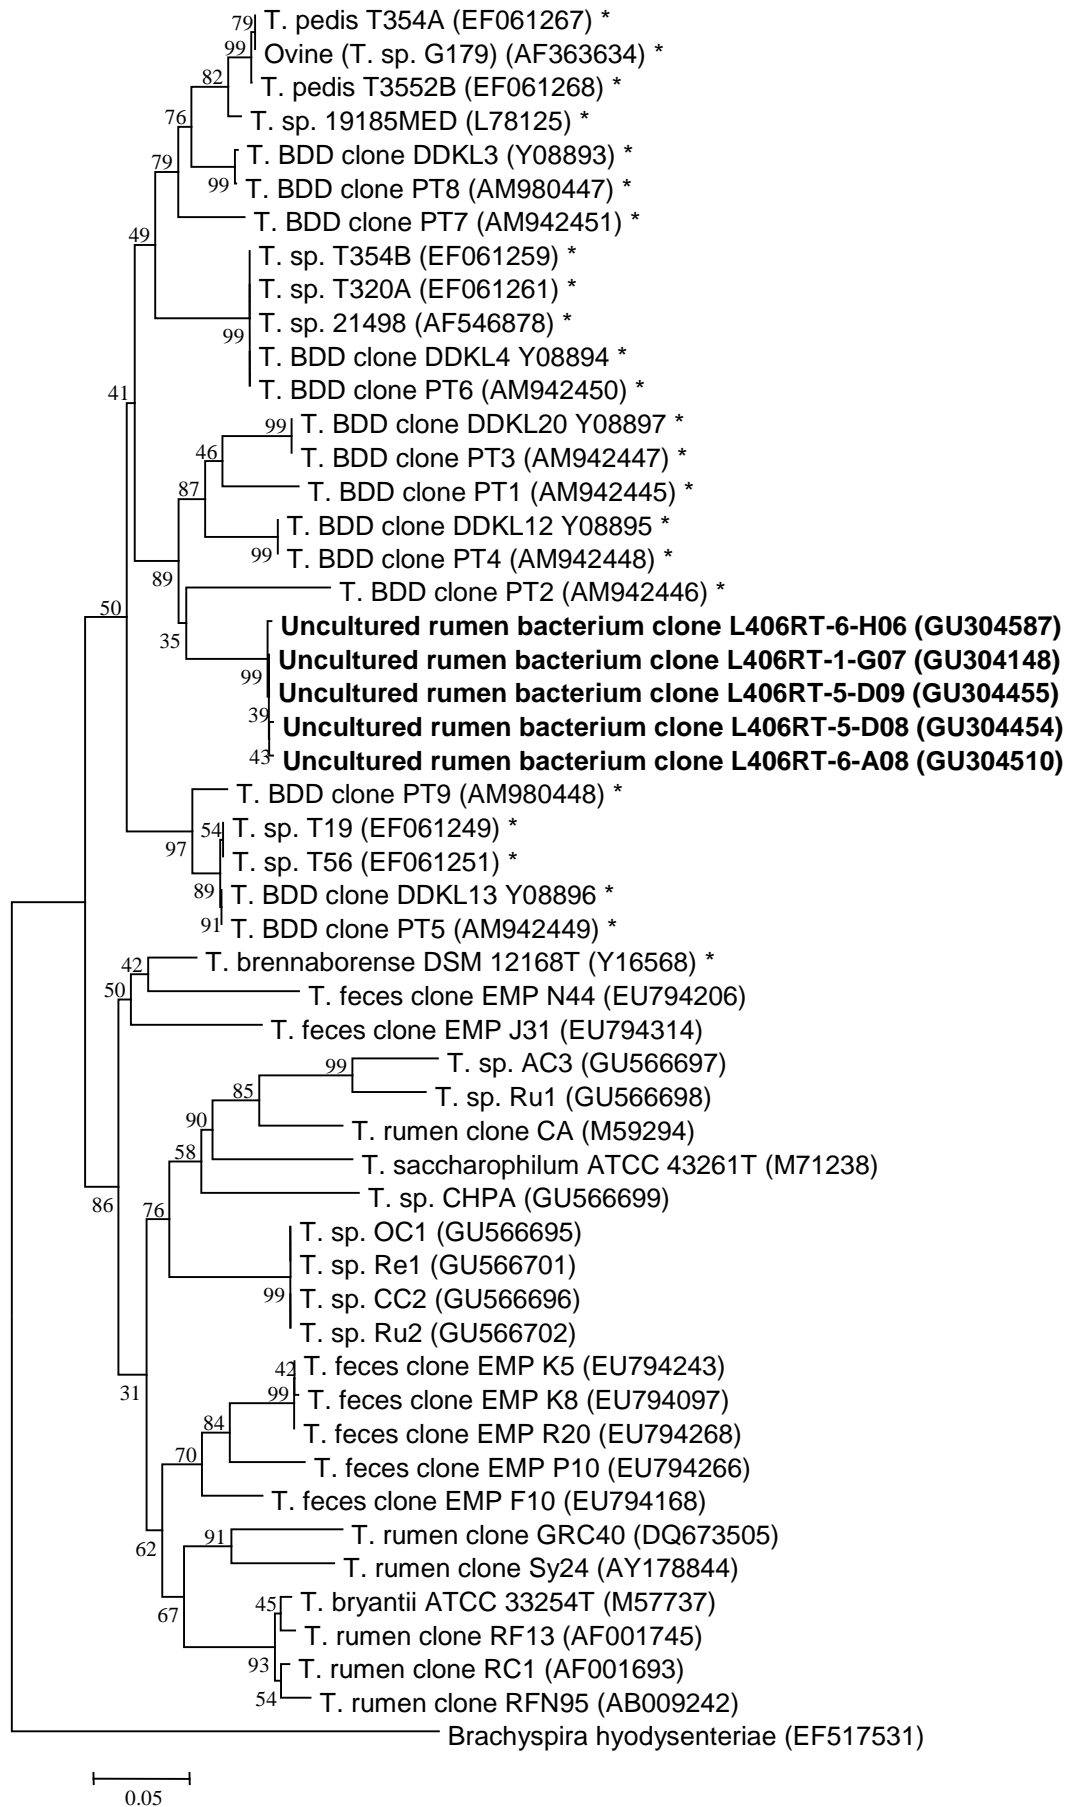 79 T. pedis T354A (EF061267) *
99 Ovine (T. sp. G179) (AF363634) *
82 T. pedis T3552B (EF061268) *
76 T. sp. 19185MED (L78125) *
79 T. BDD clone DDKL3 (Y08893) *
99 T. BDD clone PT8 (AM980447) *
49 T. BDD clone PT7 (AM942451) *
T. sp. T354B (EF061259) *
T. sp. T320A (EF061261) *
99 T. sp. 21498 (AF546878) *
T. BDD clone DDKL4 Y08894 *
41 T. BDD clone PT6 (AM942450) *
99 T. BDD clone DDKL20 Y08897 *
46 T. BDD clone PT3 (AM942447) *
87 T. BDD clone PT1 (AM942445) *
T. BDD clone DDKL12 Y08895 *
99 T. BDD clone PT4 (AM942448) *
89 T. BDD clone PT2 (AM942446) *
50 Uncultured rumen bacterium clone L406RT-6-H06 (GU304587)
35 Uncultured rumen bacterium clone L406RT-1-G07 (GU304148)
99 Uncultured rumen bacterium clone L406RT-5-D09 (GU304455)
39 Uncultured rumen bacterium clone L406RT-5-D08 (GU304454)
43 Uncultured rumen bacterium clone L406RT-6-A08 (GU304510)
T. BDD clone PT9 (AM980448) *
54 T. sp. T19 (EF061249) *
97 T. sp. T56 (EF061251) *
89 T. BDD clone DDKL13 Y08896 *
91 T. BDD clone PT5 (AM942449) *
42 T. brennaborense DSM 12168T (Y16568) *
50 T. feces clone EMP N44 (EU794206)
T. feces clone EMP J31 (EU794314)
99 T. sp. AC3 (GU566697)
85 T. sp. Ru1 (GU566698)
90 T. rumen clone CA (M59294)
58 T. saccharophilum ATCC 43261T (M71238)
86 T. sp. CHPA (GU566699)
76 T. sp. OC1 (GU566695)
T. sp. Re1 (GU566701)
99 T. sp. CC2 (GU566696)
T. sp. Ru2 (GU566702)
42 T. feces clone EMP K5 (EU794243)
31 99 T. feces clone EMP K8 (EU794097)
84 T. feces clone EMP R20 (EU794268)
70 T. feces clone EMP P10 (EU794266)
T. feces clone EMP F10 (EU794168)
62 91 T. rumen clone GRC40 (DQ673505)
T. rumen clone Sy24 (AY178844)
67 45 T. bryantii ATCC 33254T (M57737)
T. rumen clone RF13 (AF001745)
93 T. rumen clone RC1 (AF001693)
54 T. rumen clone RFN95 (AB009242)
Brachyspira hyodysenteriae (EF517531)
0.05